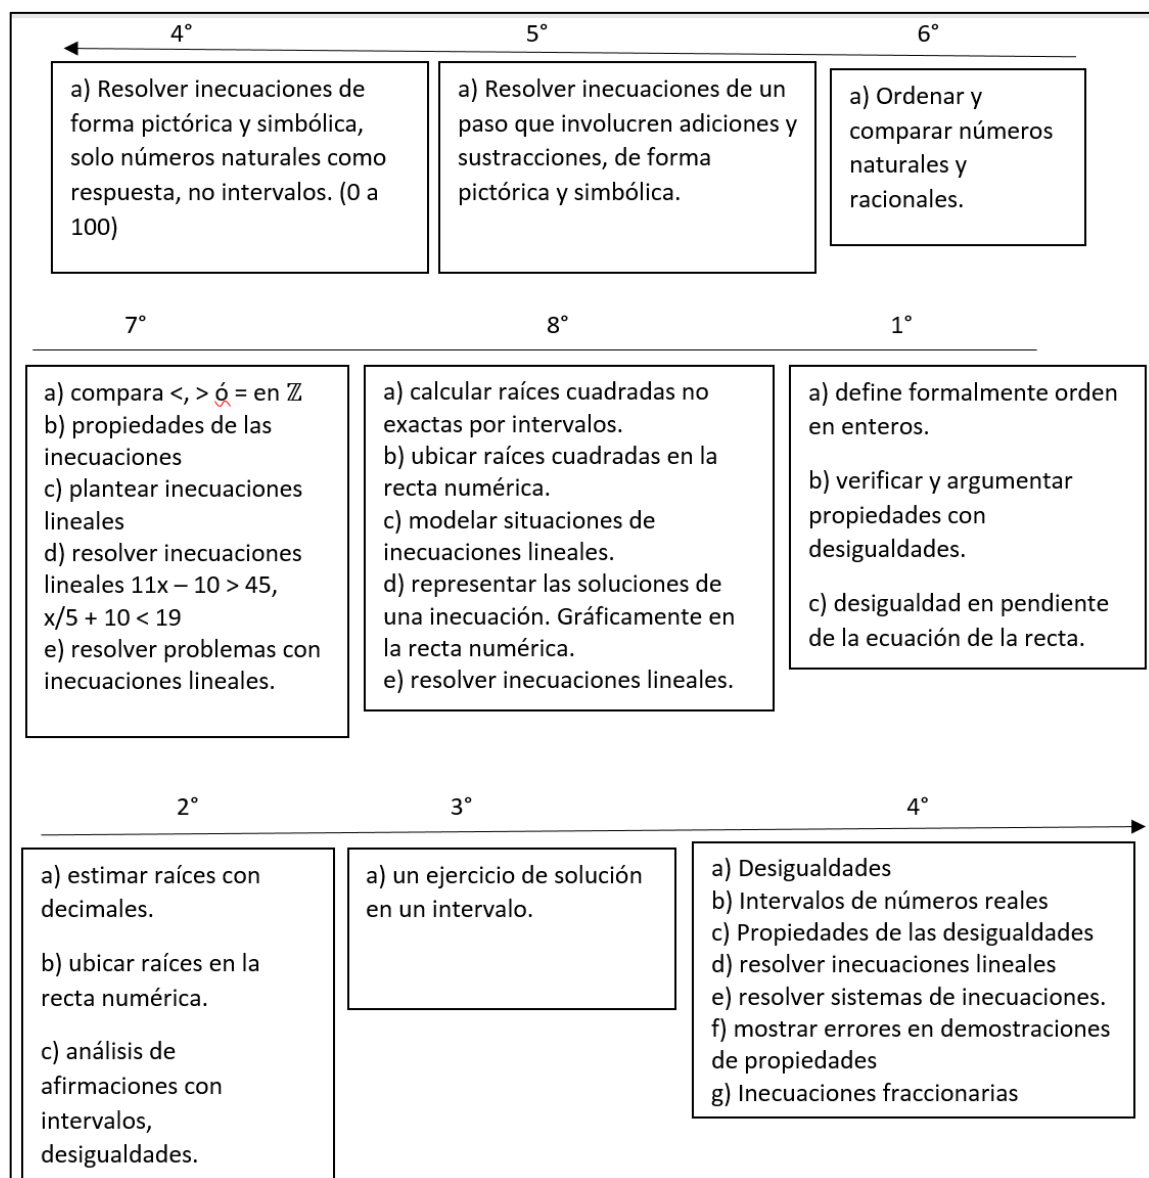 4° 5° 6°
a) Resolver inecuaciones de
forma pictórica y simbólica,
solo números naturales como
respuesta, no intervalos. (0 a
100)
a) Resolver inecuaciones de un
paso que involucren adiciones y
sustracciones, de forma
pictórica y simbólica.
a) Ordenar y
comparar números
naturales y
racionales.
7° 8° 1°
a) compara <, > ó = en ℤ
b) propiedades de las
inecuaciones
c) plantear inecuaciones
lineales
d) resolver inecuaciones
lineales 11x – 10 > 45,
x/5 + 10 < 19
e) resolver problemas con
inecuaciones lineales.
a) calcular raíces cuadradas no
exactas por intervalos.
b) ubicar raíces cuadradas en la
recta numérica.
c) modelar situaciones de
inecuaciones lineales.
d) representar las soluciones de
una inecuación. Gráficamente en
la recta numérica.
e) resolver inecuaciones lineales.
a) define formalmente orden
en enteros.
b) verificar y argumentar
propiedades con
desigualdades.
c) desigualdad en pendiente
de la ecuación de la recta.
2° 3° 4°
a) estimar raíces con
decimales.
b) ubicar raíces en la
recta numérica.
c) análisis de
afirmaciones con
intervalos,
desigualdades.
a) un ejercicio de solución
en un intervalo.
a) Desigualdades
b) Intervalos de números reales
c) Propiedades de las desigualdades
d) resolver inecuaciones lineales
e) resolver sistemas de inecuaciones.
f) mostrar errores en demostraciones
de propiedades
g) Inecuaciones fraccionarias